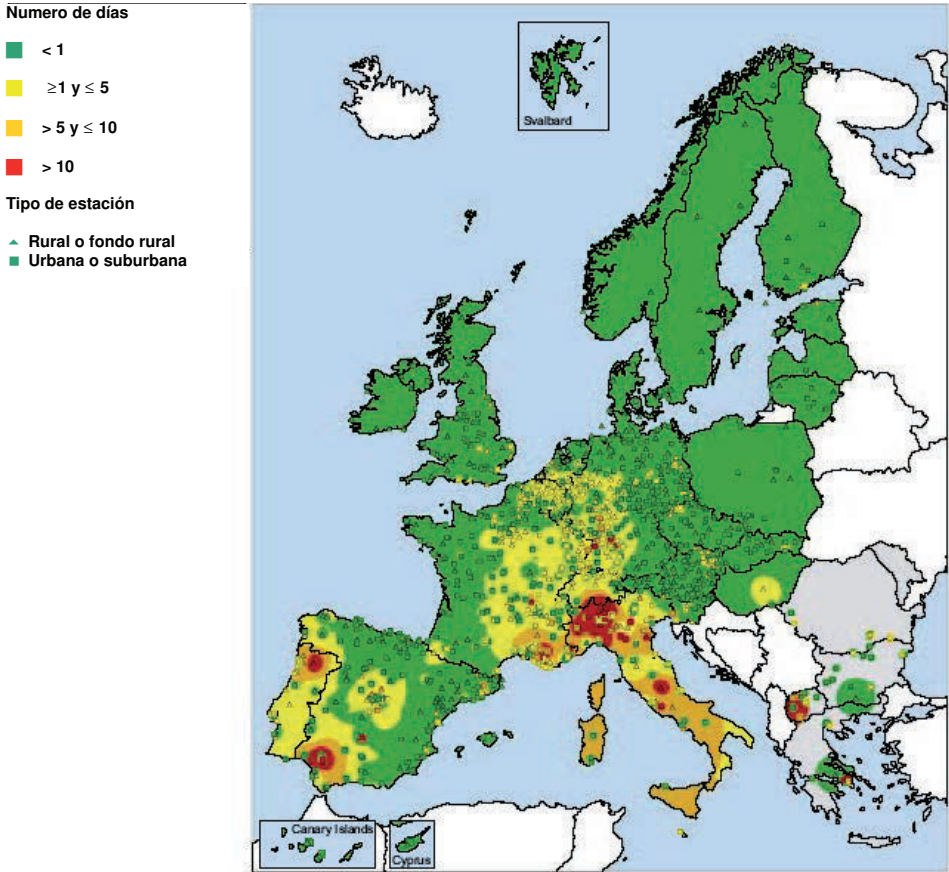 Numero de días
< 1
≥1 y ≤ 5
> 5 y ≤ 10
> 10
Tipo de estación
Rural o fondo rural
Urbana o suburbana
Svalbard
Canary Islands
Cyprus